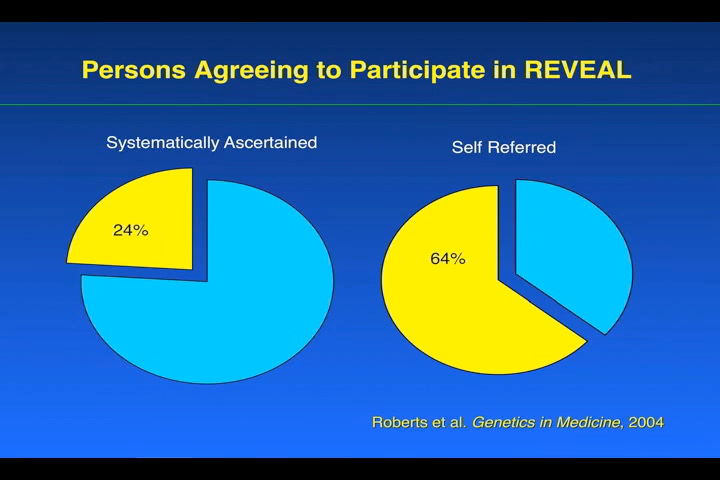 Persons Agreeing to Participate in REVEAL
Systematically Ascertained
Self Referred
24%
64%
Roberts et al. Genetics in Medicine, 2004